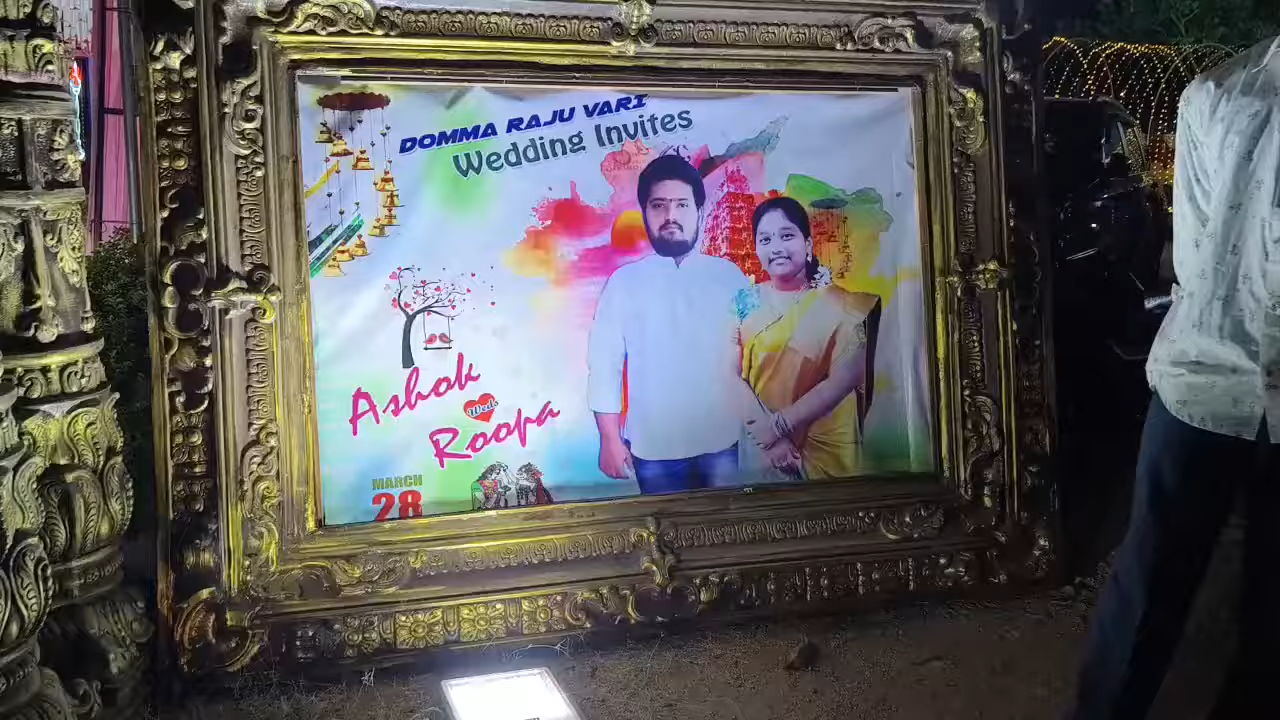 DOMMA RAJU VARI
Wedding Invites
Ashok
Weds
Roopa
MARCH
28